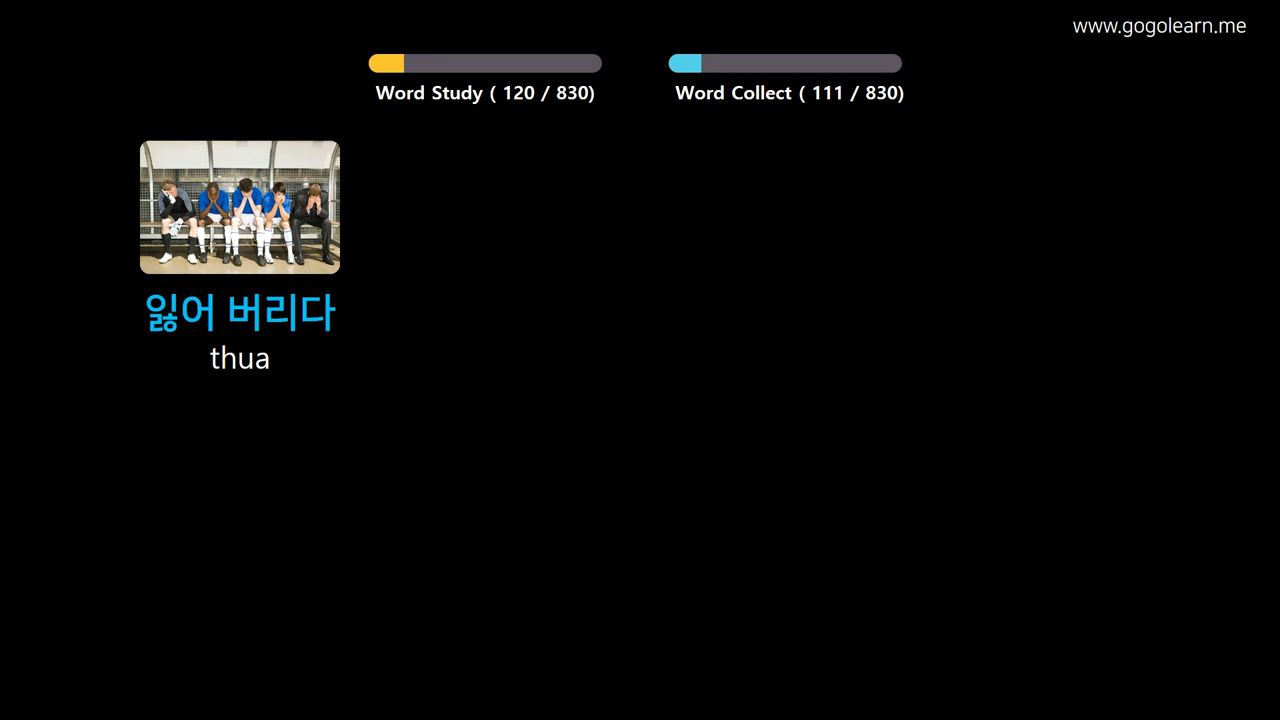 www.gogolearn.me
Word Study ( 120 / 830)
Word Collect ( 111 / 830)
잃어 버리다
thua